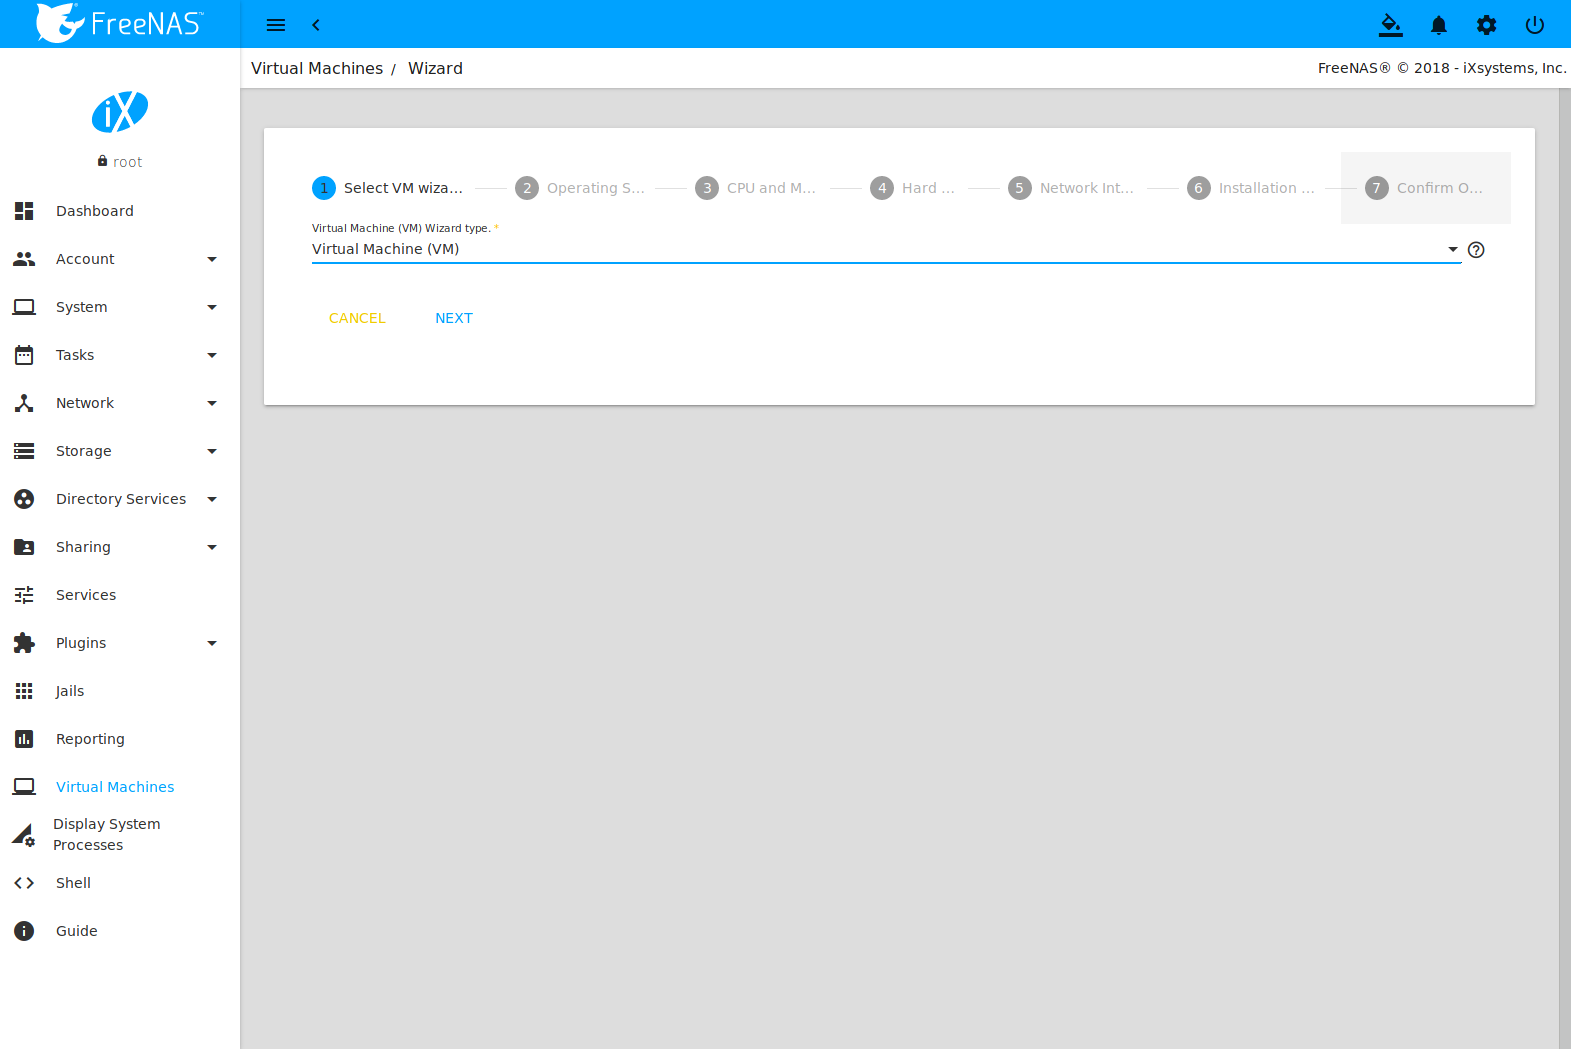 FreeNAS™
Virtual Machines / Wizard
FreeNAS® © 2018 - iXsystems, Inc.
iX
root
Dashboard
Account
System
Tasks
Network
Storage
Directory Services
Sharing
Services
Plugins
Jails
Reporting
Virtual Machines
Display System
Processes
Shell
Guide
1 Select VM wiza...
2 Operating S...
3 CPU and M...
4 Hard ...
5 Network Int...
6 Installation ...
7 Confirm O...
Virtual Machine (VM) Wizard type. *
Virtual Machine (VM)
CANCEL NEXT